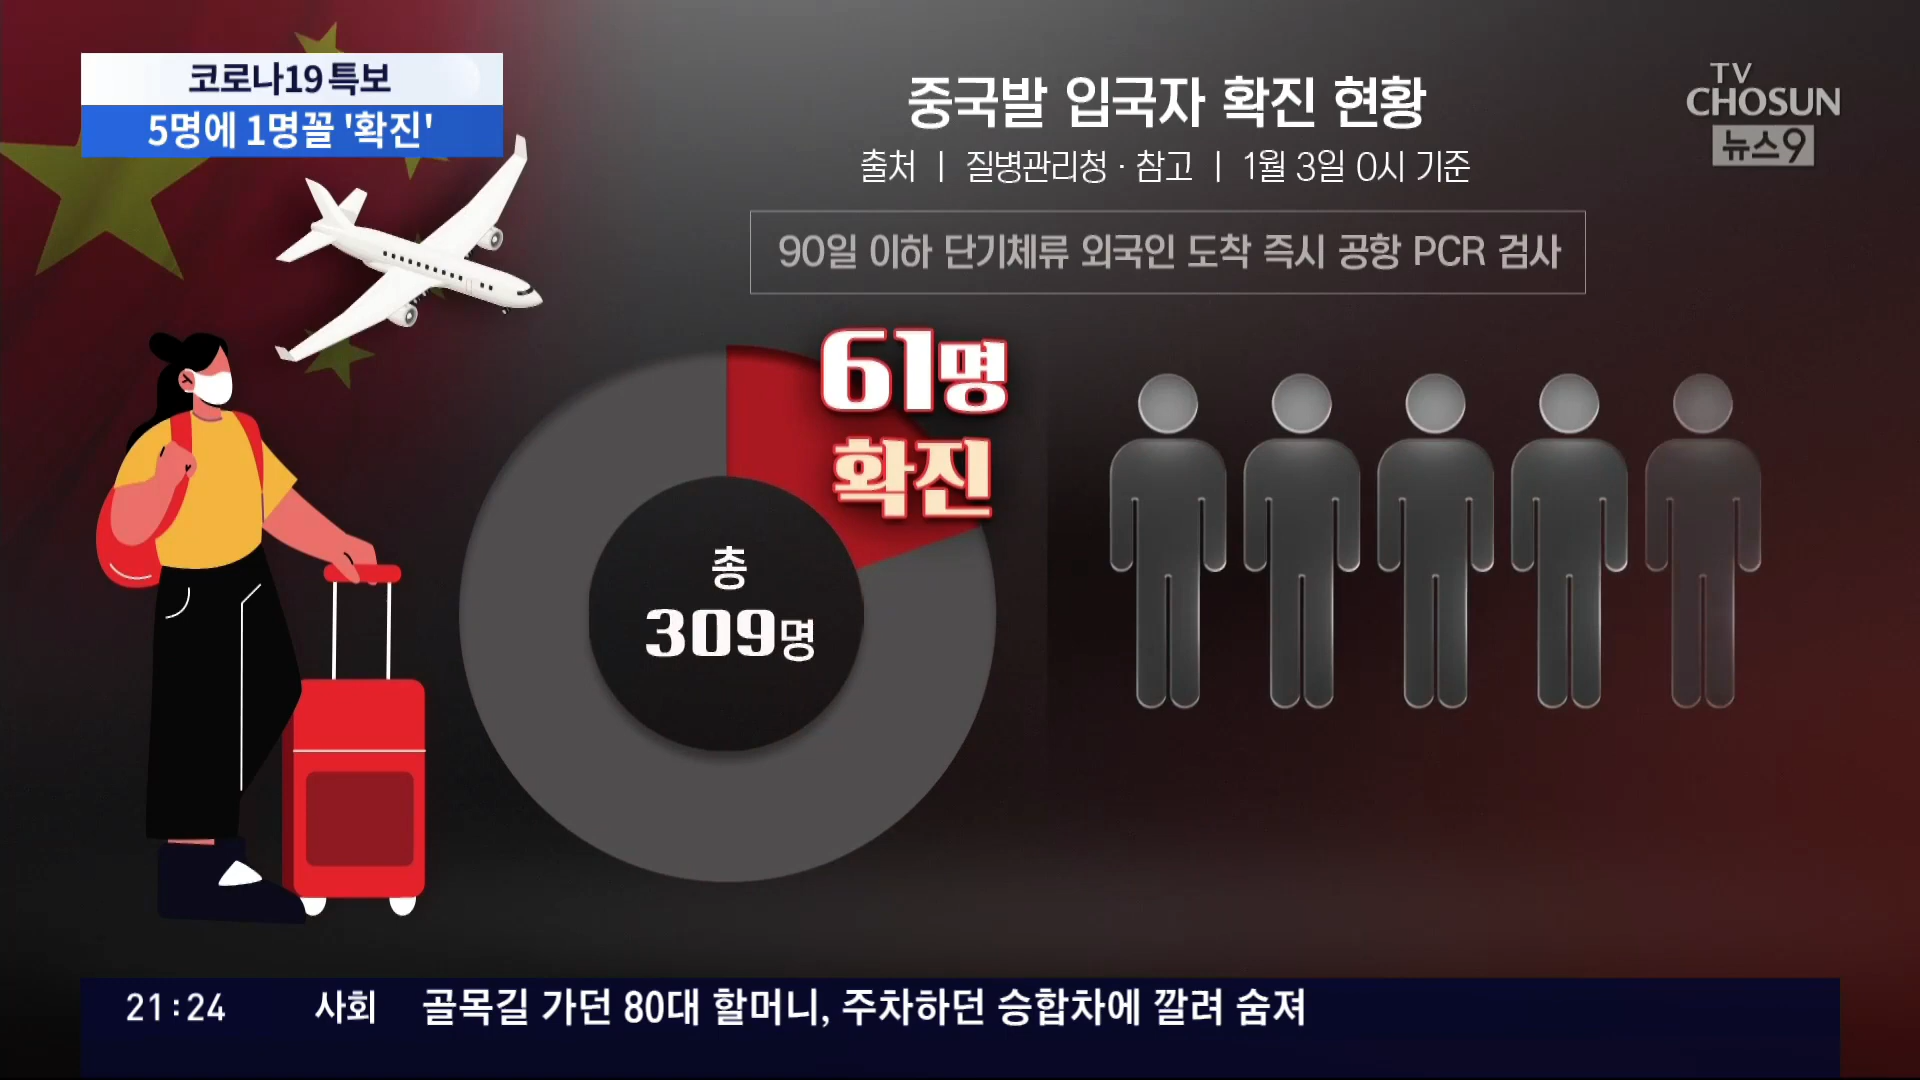 코로나19 특보
5명에 1명꼴 '확진'
중국발 입국자 확진 현황
출처 | 질병관리청 · 참고 | 1월 3일 0시 기준
TV
CHOSUN
뉴스9
90일 이하 단기체류 외국인 도착 즉시 공항 PCR 검사
61명
확진
총
309명
21:24 사회 골목길 가던 80대 할머니, 주차하던 승합차에 깔려 숨져